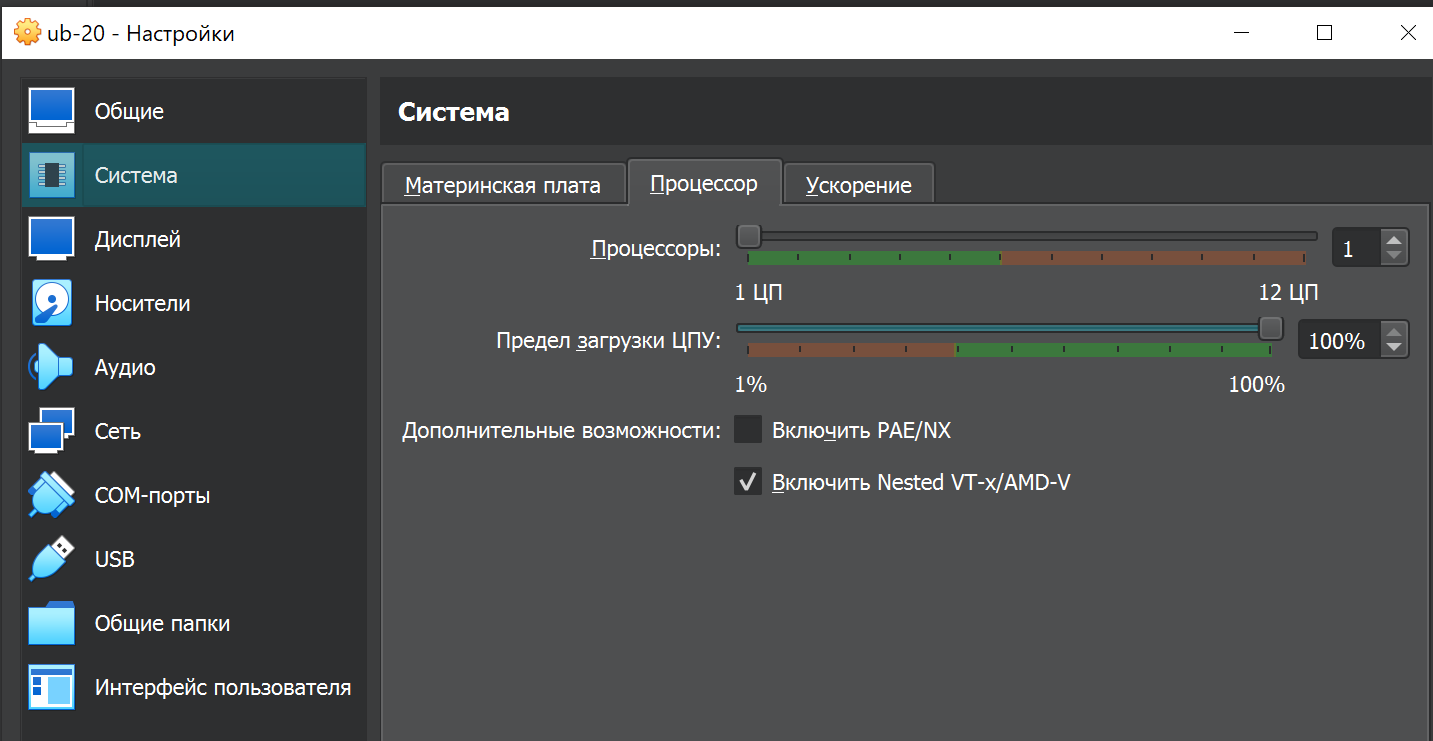 ub-20 - Настройки
Общие
Система
Дисплей
Носители
Аудио
Сеть
COM-порты
USB
Общие папки
Интерфейс пользователя
Система
Материнская плата
Процессор
Ускорение
Процессоры:
1
1 ЦП
12 ЦП
Предел загрузки ЦПУ:
100%
1%
100%
Дополнительные возможности:
Включить PAE/NX
Включить Nested VT-x/AMD-V